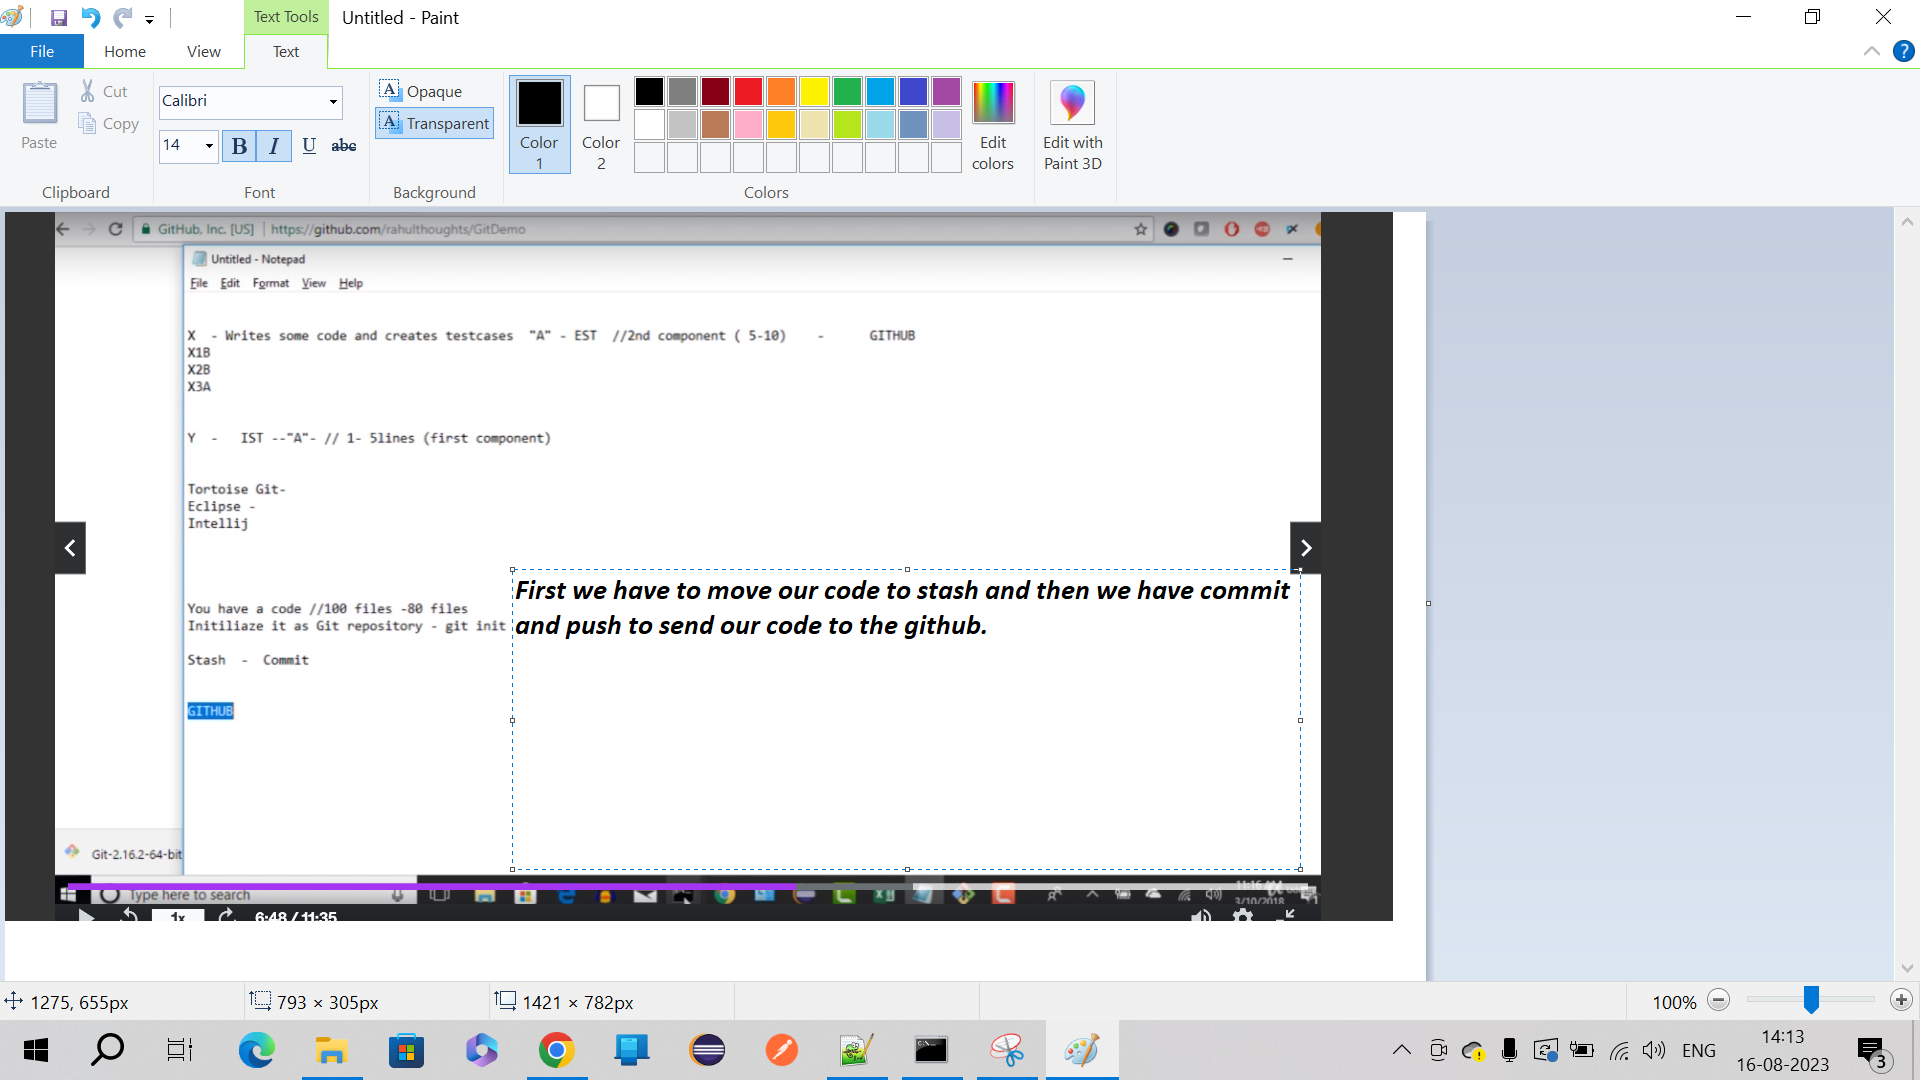 Text Tools
Untitled - Paint
File
Home
View
Text
Paste
Cut
Copy
Clipboard
Calibri
14
B
I
U
abc
Font
A Opaque
A Transparent
Background
Color 1
Color 2
Colors
Edit colors
Edit with Paint 3D
GitHub, Inc. [US] | https://github.com/rahulthoughts/GitDemo
Untitled - Notepad
File Edit Format View Help
X - Writes some code and creates testcases "A" - EST //2nd component ( 5-10) - GITHUB
X1B
X2B
X3A
Y - IST --"A"- // 1- 5lines (first component)
Tortoise Git-
Eclipse -
Intellij
You have a code //100 files -80 files
Initiliaze it as Git repository - git init
First we have to move our code to stash and then we have commit
and push to send our code to the github.
Stash - Commit
GITHUB
Git-2.16.2-64-bit
Type here to search
3/10/2018
1x
6:48 / 11:35
1275, 655px
793 × 305px
1421 × 782px
100%
ENG
14:13
16-08-2023
3